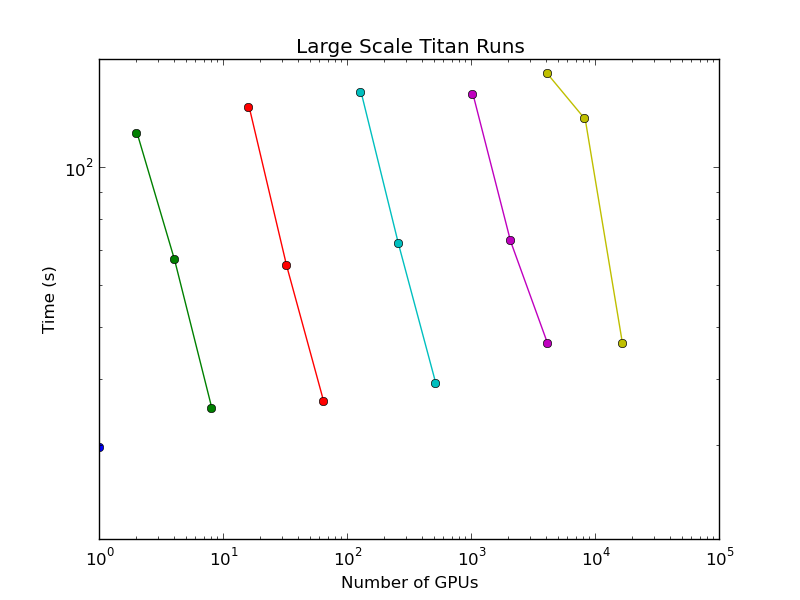 Large Scale Titan Runs
Time (s)
10²
10⁰ 10¹ 10² 10³ 10⁴ 10⁵
Number of GPUs